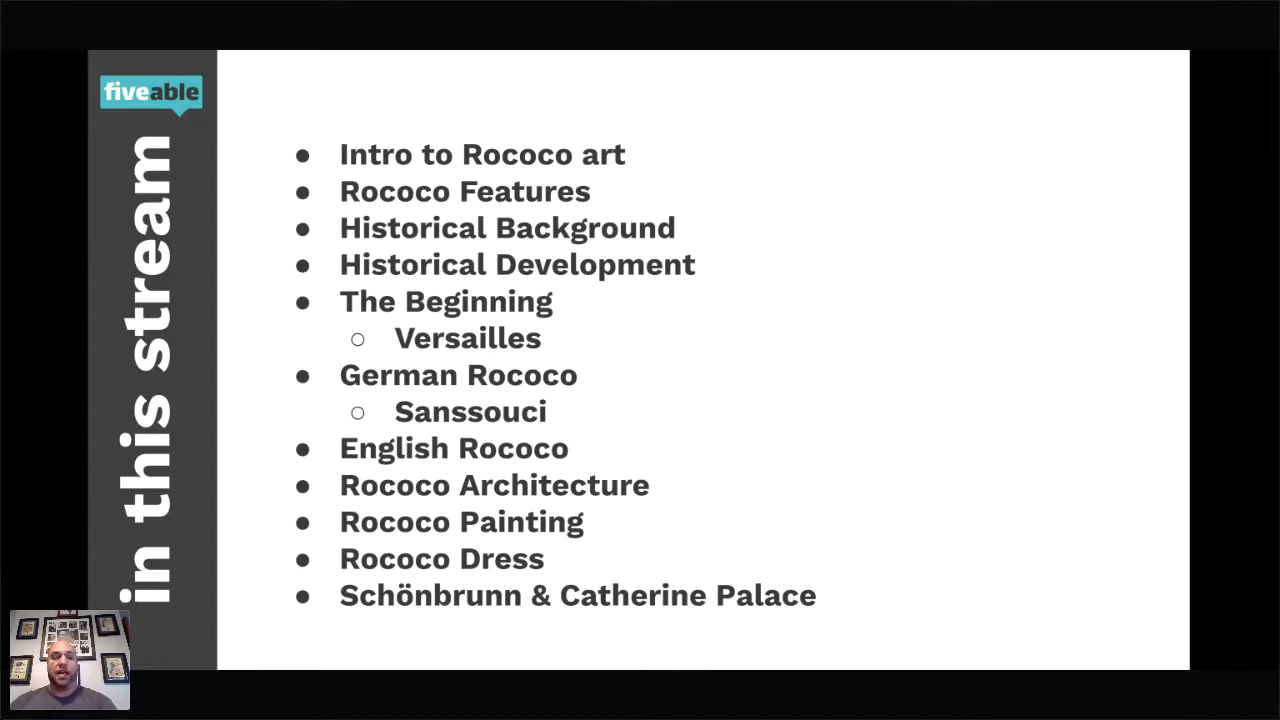 fiveable
in this stream
● Intro to Rococo art
● Rococo Features
● Historical Background
● Historical Development
● The Beginning
○ Versailles
● German Rococo
○ Sanssouci
● English Rococo
● Rococo Architecture
● Rococo Painting
● Rococo Dress
● Schönbrunn & Catherine Palace